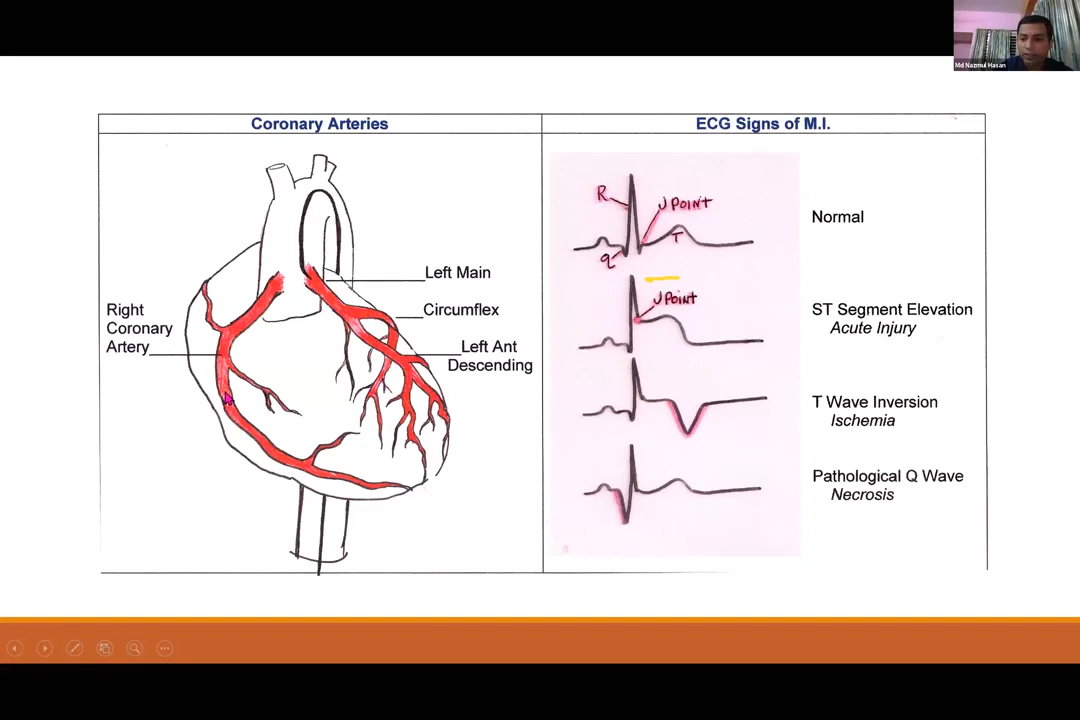 Md Nazmul Hasan
Coronary Arteries
ECG Signs of M.I.
Left Main
Circumflex
Right
Coronary
Artery
Left Ant
Descending
R
J POINT
T
q
Normal
J POINT
ST Segment Elevation
Acute Injury
T Wave Inversion
Ischemia
Pathological Q Wave
Necrosis